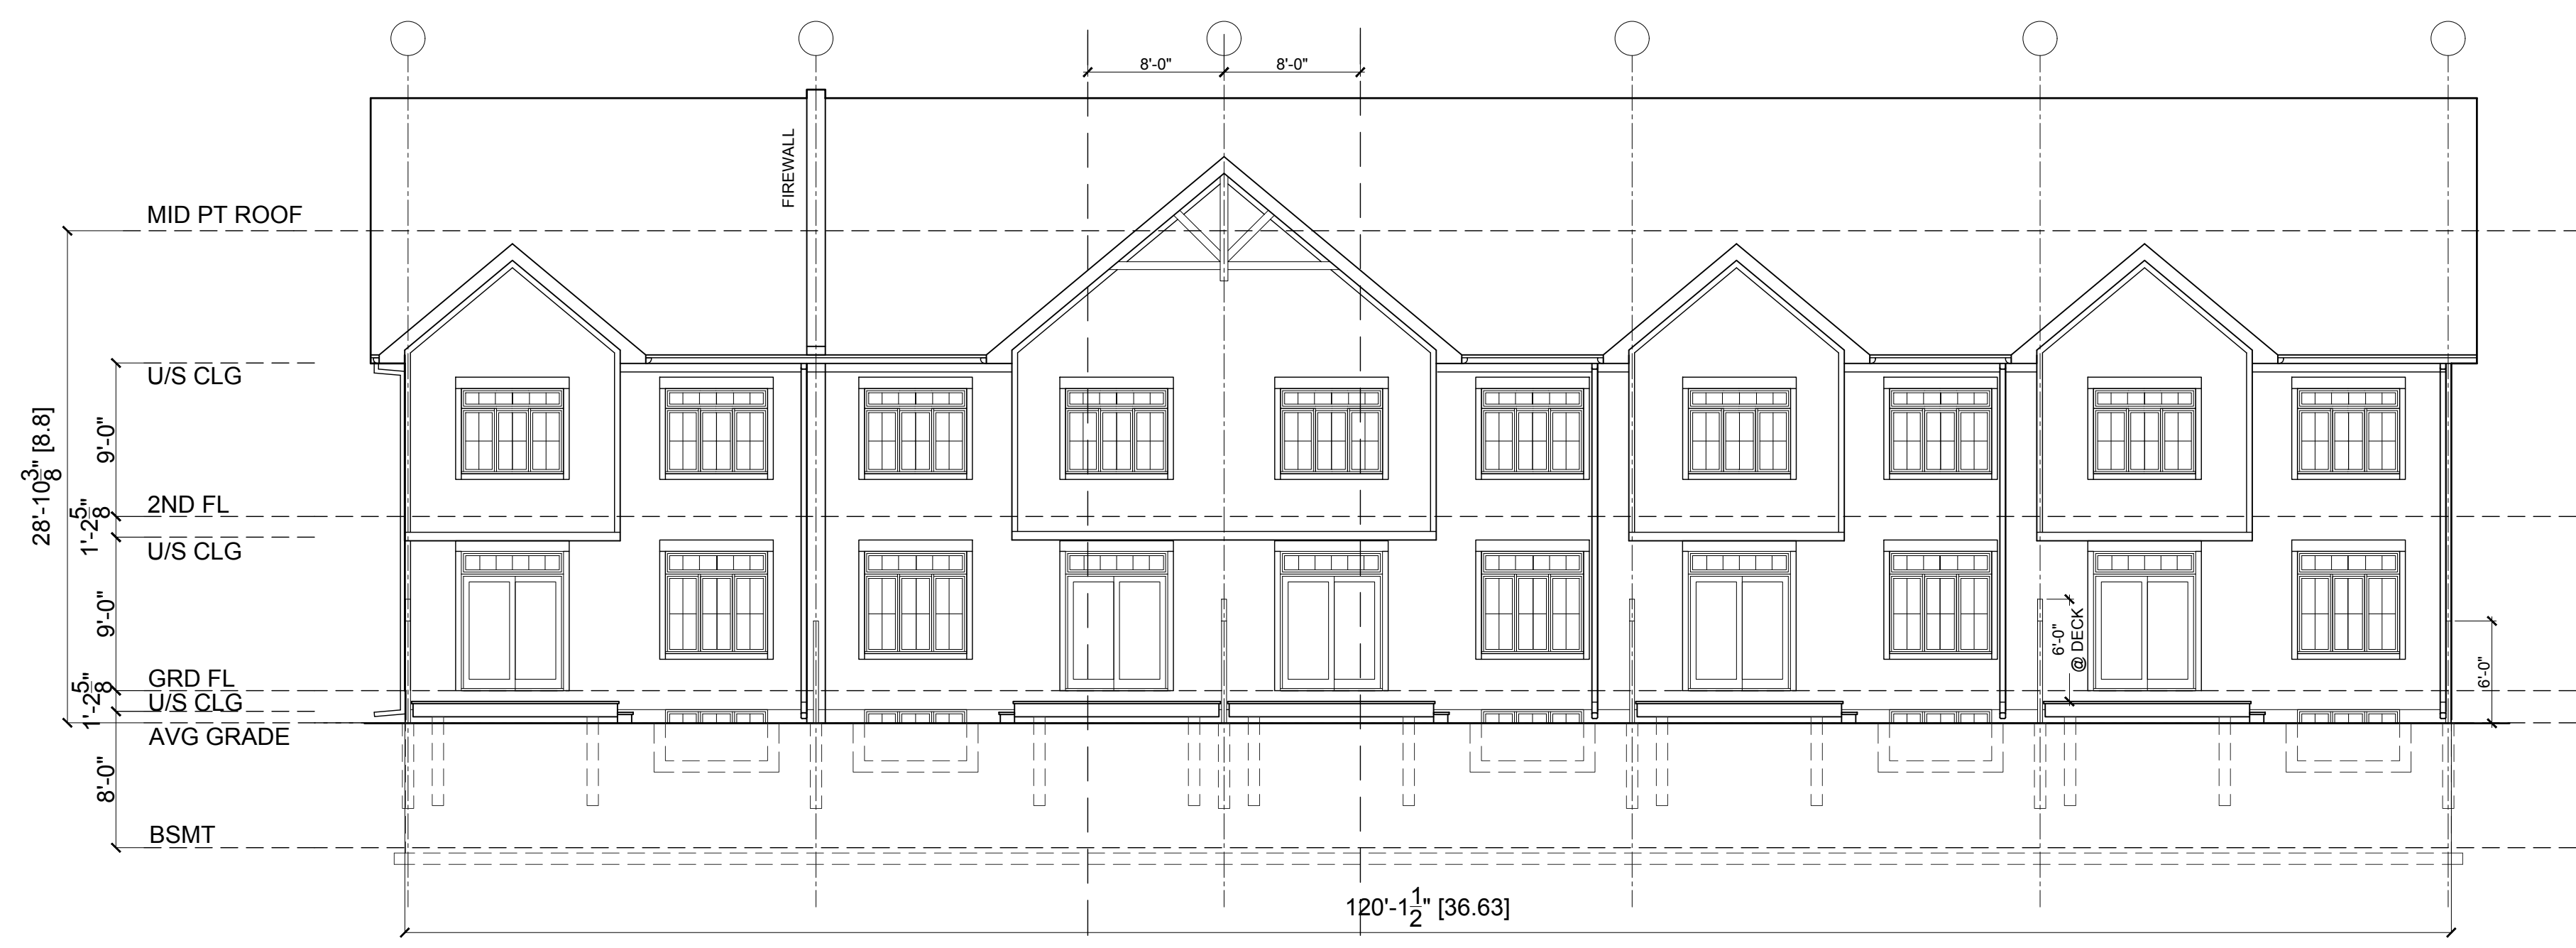 8'-0"
8'-0"
FIREWALL
MID PT ROOF
U/S CLG
9'-0"
28'-10 3/8" [8.8]
2ND FL
1'-2 5/8"
U/S CLG
9'-0"
6'-0"
@ DECK
6'-0"
GRD FL
1'-2 5/8"
U/S CLG
AVG GRADE
8'-0"
BSMT
120'-1 1/2" [36.63]